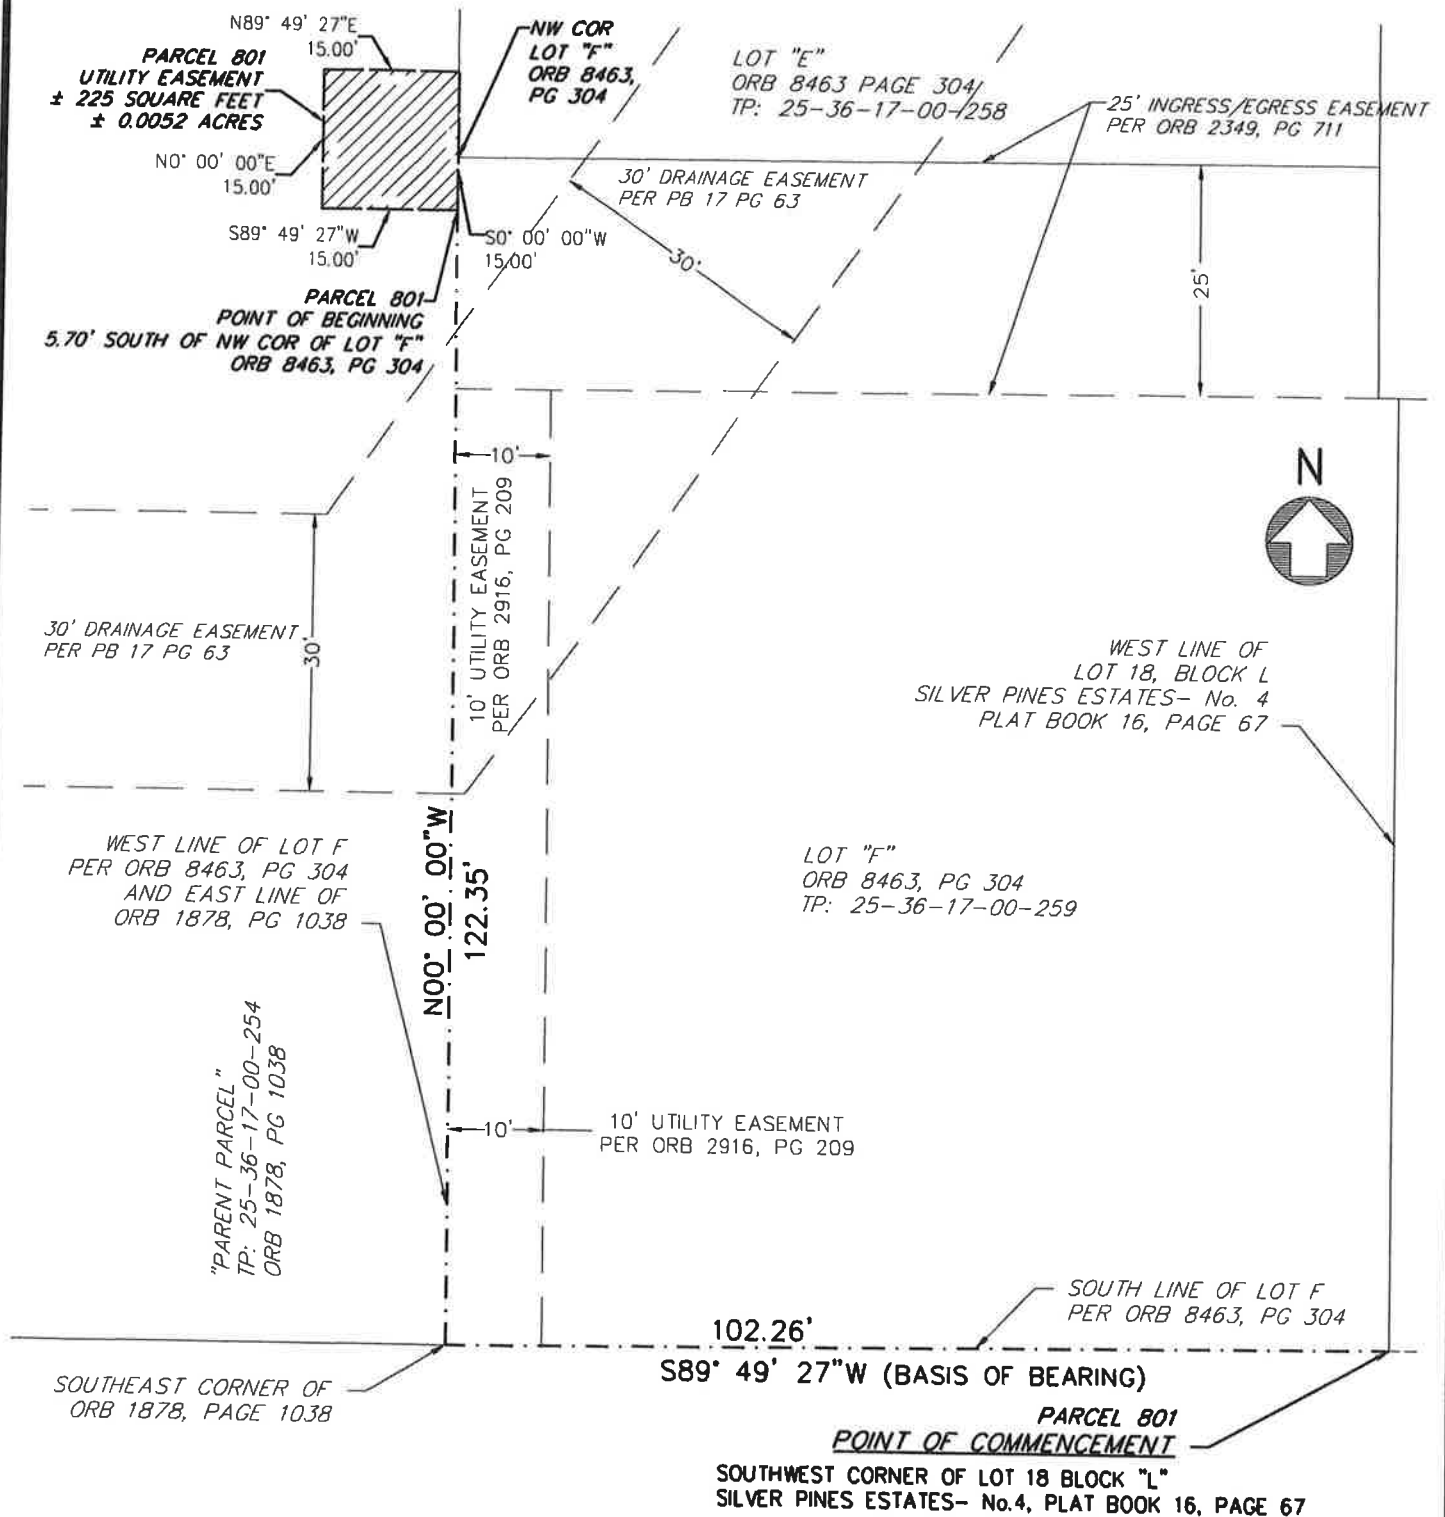 N89° 49' 27"E
15.00'
PARCEL 801
UTILITY EASEMENT
± 225 SQUARE FEET
± 0.0052 ACRES
N0° 00' 00"E
15.00'
S89° 49' 27"W
15.00'
NW COR
LOT "F"
ORB 8463,
PG 304
LOT "E"
ORB 8463 PAGE 304
TP: 25-36-17-00-258
25' INGRESS/EGRESS EASEMENT
PER ORB 2349, PG 711
30' DRAINAGE EASEMENT
PER PB 17 PG 63
S0° 00' 00"W
15.00'
30'
25'
PARCEL 801
POINT OF BEGINNING
5.70' SOUTH OF NW COR OF LOT "F"
ORB 8463, PG 304
10'
10' UTILITY EASEMENT
PER ORB 2916, PG 209
N
30' DRAINAGE EASEMENT
PER PB 17 PG 63
30'
WEST LINE OF
LOT 18, BLOCK L
SILVER PINES ESTATES- No. 4
PLAT BOOK 16, PAGE 67
WEST LINE OF LOT F
PER ORB 8463, PG 304
AND EAST LINE OF
ORB 1878, PG 1038
N00° 00' 00"W
122.35'
LOT "F"
ORB 8463, PG 304
TP: 25-36-17-00-259
"PARENT PARCEL"
TP: 25-36-17-00-254
ORB 1878, PG 1038
10'
10' UTILITY EASEMENT
PER ORB 2916, PG 209
SOUTH LINE OF LOT F
PER ORB 8463, PG 304
102.26'
S89° 49' 27"W (BASIS OF BEARING)
SOUTHEAST CORNER OF
ORB 1878, PAGE 1038
PARCEL 801
POINT OF COMMENCEMENT
SOUTHWEST CORNER OF LOT 18 BLOCK "L"
SILVER PINES ESTATES- No.4, PLAT BOOK 16, PAGE 67